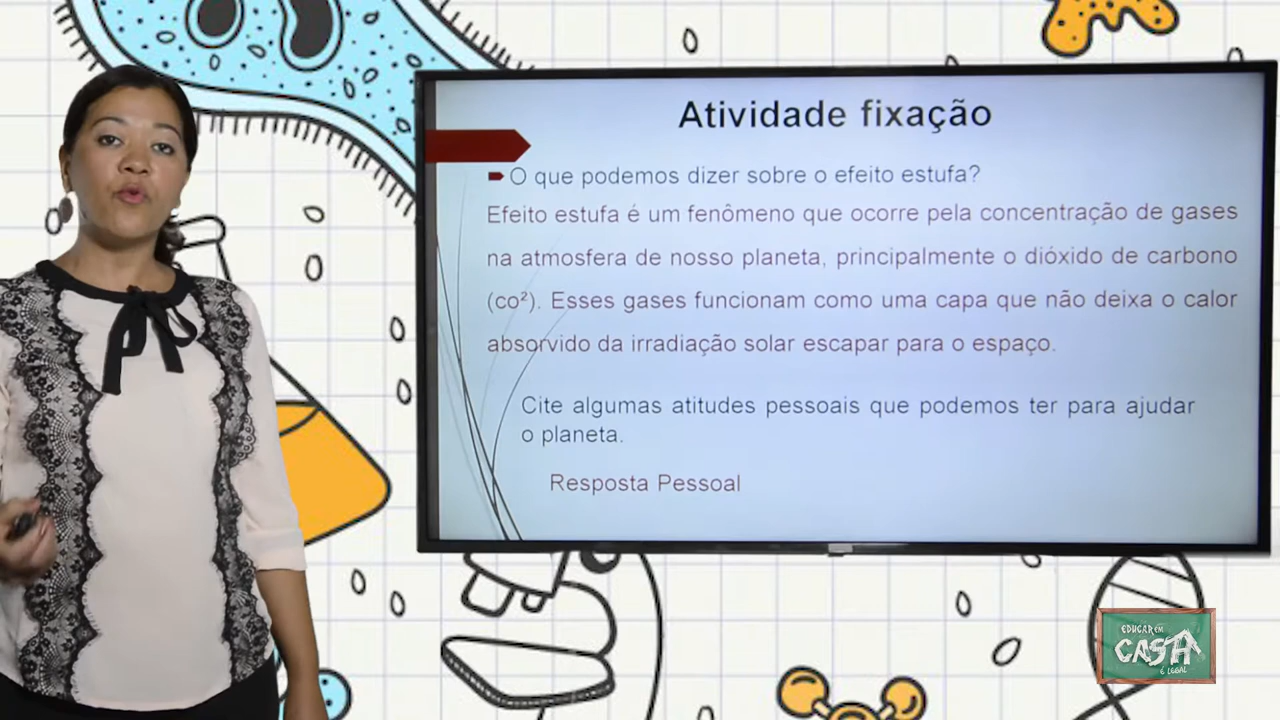 Atividade fixação
O que podemos dizer sobre o efeito estufa?
Efeito estufa é um fenômeno que ocorre pela concentração de gases
na atmosfera de nosso planeta, principalmente o dióxido de carbono
(co²). Esses gases funcionam como uma capa que não deixa o calor
absorvido da irradiação solar escapar para o espaço.
Cite algumas atitudes pessoais que podemos ter para ajudar
o planeta.
Resposta Pessoal
EDUCAR EM
CASA
É LEGAL